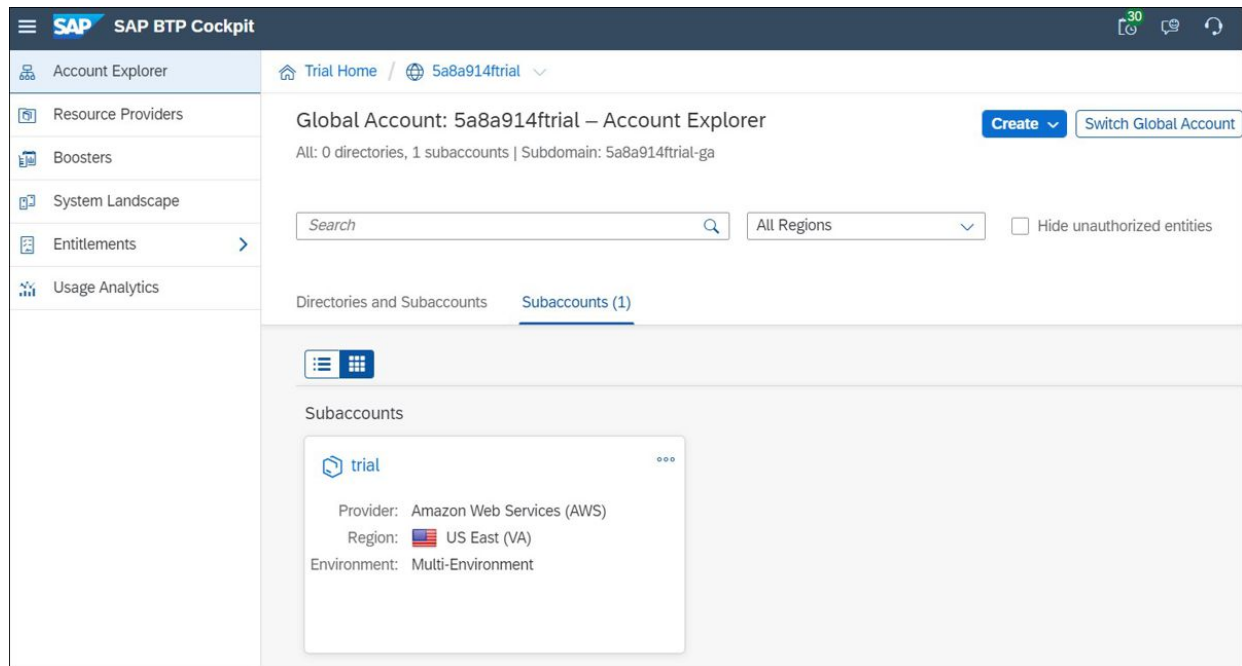 SAP SAP BTP Cockpit
30
Account Explorer
Resource Providers
Boosters
System Landscape
Entitlements
Usage Analytics
Trial Home / 5a8a914ftrial
Global Account: 5a8a914ftrial – Account Explorer
Create
Switch Global Account
All: 0 directories, 1 subaccounts | Subdomain: 5a8a914ftrial-ga
Search
All Regions
Hide unauthorized entities
Directories and Subaccounts
Subaccounts (1)
Subaccounts
trial
Provider: Amazon Web Services (AWS)
Region: US East (VA)
Environment: Multi-Environment